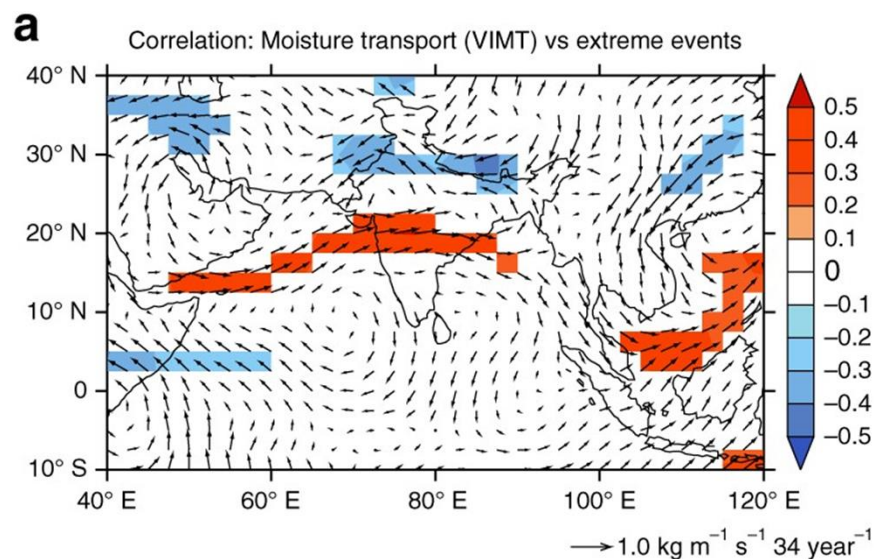 a
Correlation: Moisture transport (VIMT) vs extreme events
40° N
30° N
20° N
10° N
0
10° S
40° E 60° E 80° E 100° E 120° E
0.5
0.4
0.3
0.2
0.1
0
−0.1
−0.2
−0.3
−0.4
−0.5
1.0 kg m⁻¹ s⁻¹ 34 year⁻¹